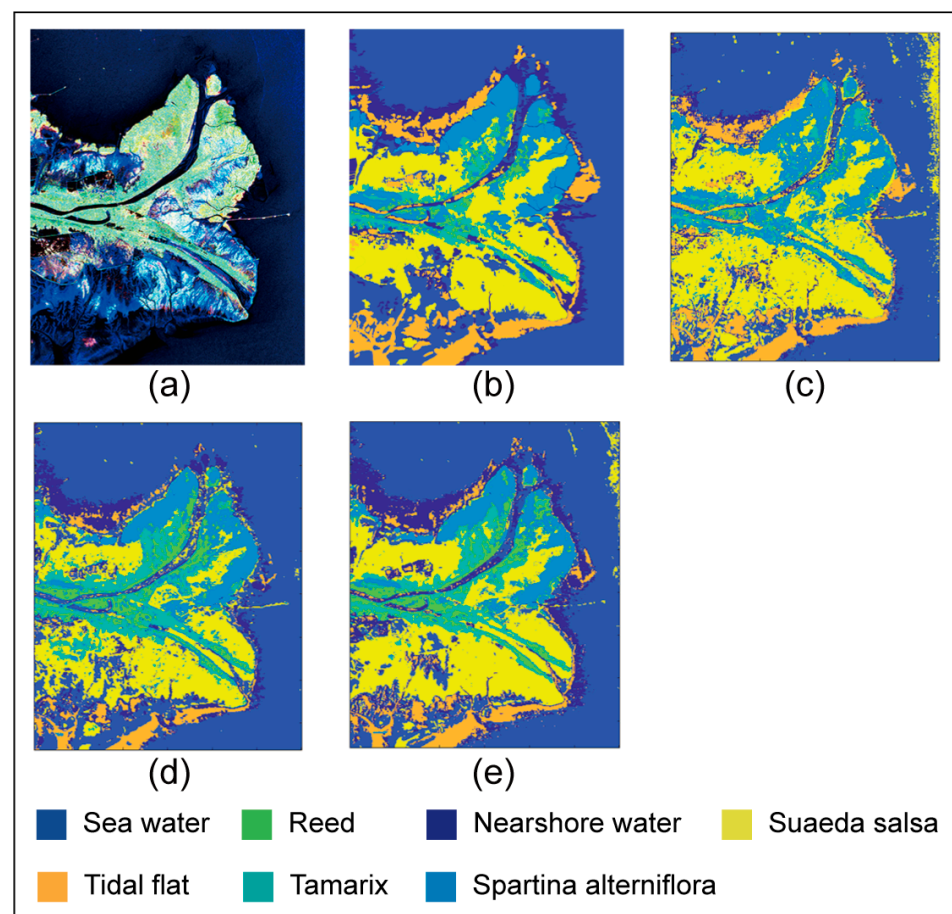 (a)
(b)
(c)
(d)
(e)
Sea water
Reed
Nearshore water
Suaeda salsa
Tidal flat
Tamarix
Spartina alterniflora